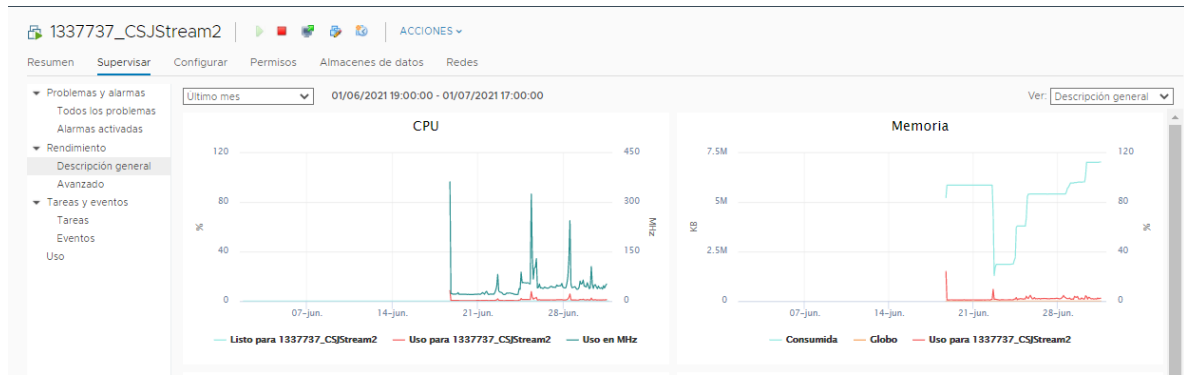 1337737_CSJStream2
ACCIONES
Resumen Supervisar Configurar Permisos Almacenes de datos Redes
Problemas y alarmas
Todos los problemas
Alarmas activadas
Rendimiento
Descripción general
Avanzado
Tareas y eventos
Tareas
Eventos
Uso
Último mes
01/06/2021 19:00:00 - 01/07/2021 17:00:00
Ver: Descripción general
CPU
120
80
40
0
%
450
300
150
0
MHz
07-jun. 14-jun. 21-jun. 28-jun.
Listo para 1337737_CSJStream2 Uso para 1337737_CSJStream2 Uso en MHz
Memoria
7.5M
5M
2.5M
0
KB
120
80
40
0
%
07-jun. 14-jun. 21-jun. 28-jun.
Consumida Globo Uso para 1337737_CSJStream2